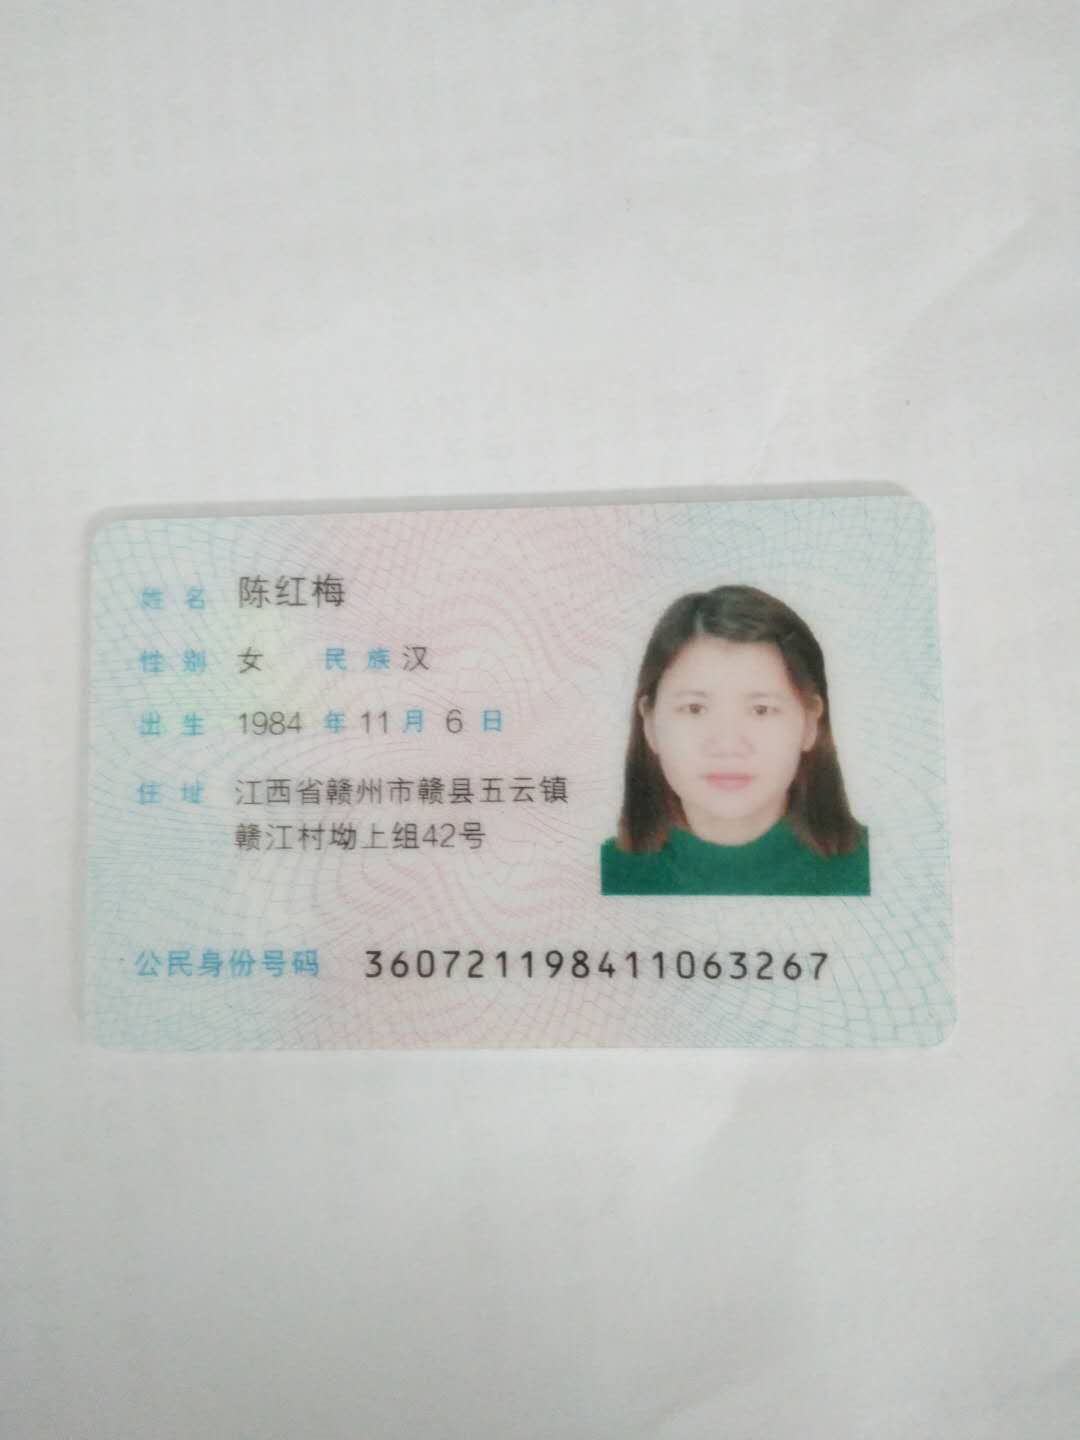 姓名 陈红梅
性别 女 民族 汉
出生 1984 年 11 月 6 日
住址 江西省赣州市赣县五云镇
赣江村坳上组42号
公民身份号码 360721198411063267